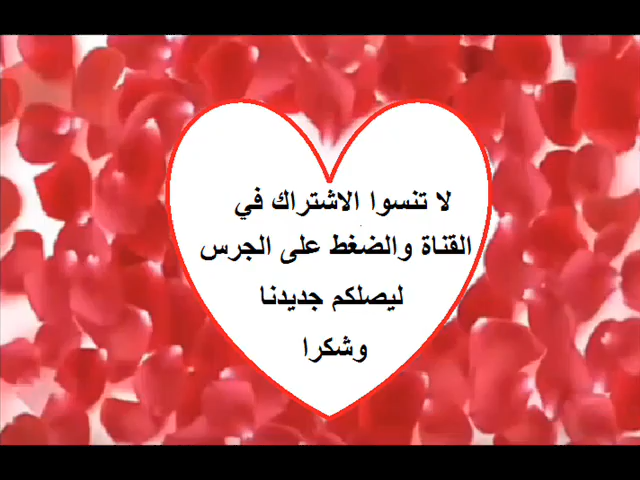 لا تنسوا الاشتراك في
القناة والضغط على الجرس
ليصلكم جديدنا
وشكرا